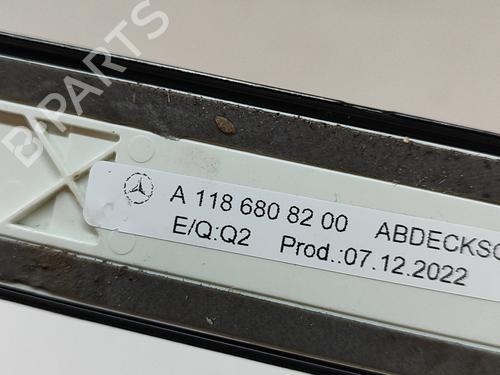 B-PARTS
A 118 680 82 00 ABDECKSC
E/Q:Q2 Prod.:07.12.2022